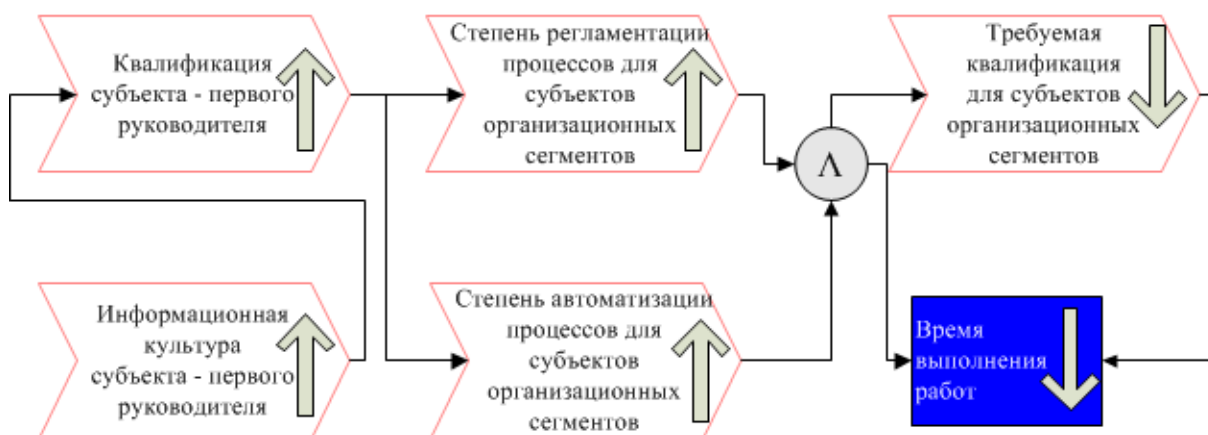 Квалификация
субъекта - первого
руководителя
Степень регламентации
процессов для
субъектов
организационных
сегментов
Требуемая
квалификация
для субъектов
организационных
сегментов
Λ
Информационная
культура
субъекта - первого
руководителя
Степень автоматизации
процессов для
субъектов
организационных
сегментов
Время
выполнения
работ